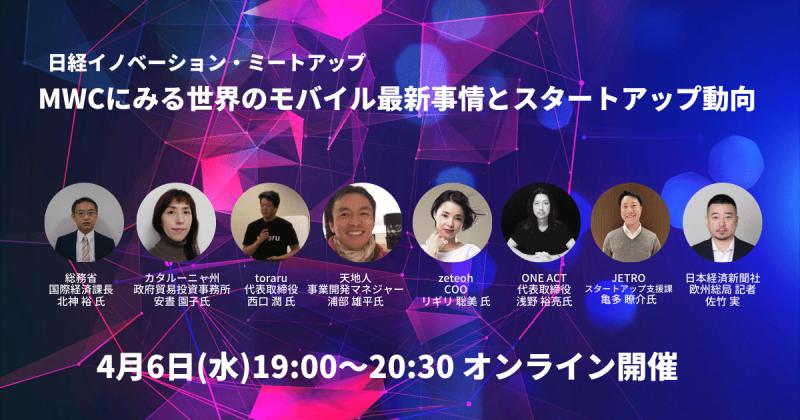 日経イノベーション・ミートアップ
MWCにみる世界のモバイル最新事情とスタートアップ動向
総務省
国際経済課長
北神 裕 氏
カタルーニャ州
政府貿易投資事務所
安晝 園子氏
toraru
代表取締役
西口 潤 氏
天地人
事業開発マネジャー
浦部 雄平氏
zeteoh
COO
リギリ 聡美 氏
ONE ACT
代表取締役
浅野 裕亮氏
JETRO
スタートアップ支援課
亀多 暸介氏
日本経済新聞社
欧州総局 記者
佐竹 実
4月6日(水)19:00〜20:30 オンライン開催